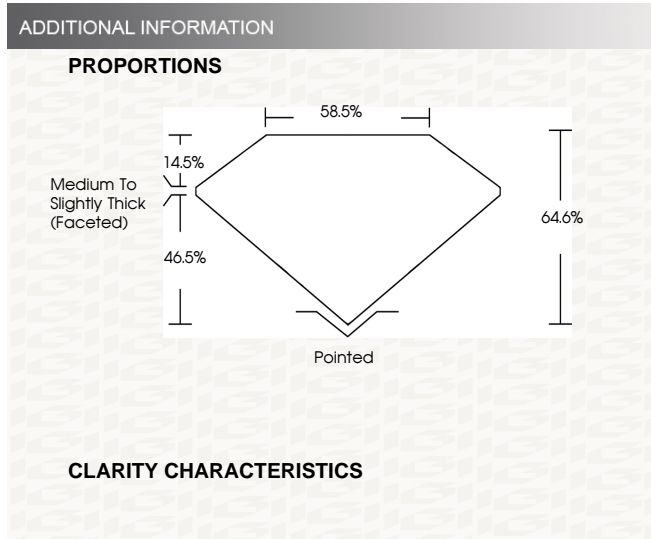 ADDITIONAL INFORMATION
PROPORTIONS
58.5%
14.5%
Medium To
Slightly Thick
(Faceted)
64.6%
46.5%
Pointed
CLARITY CHARACTERISTICS